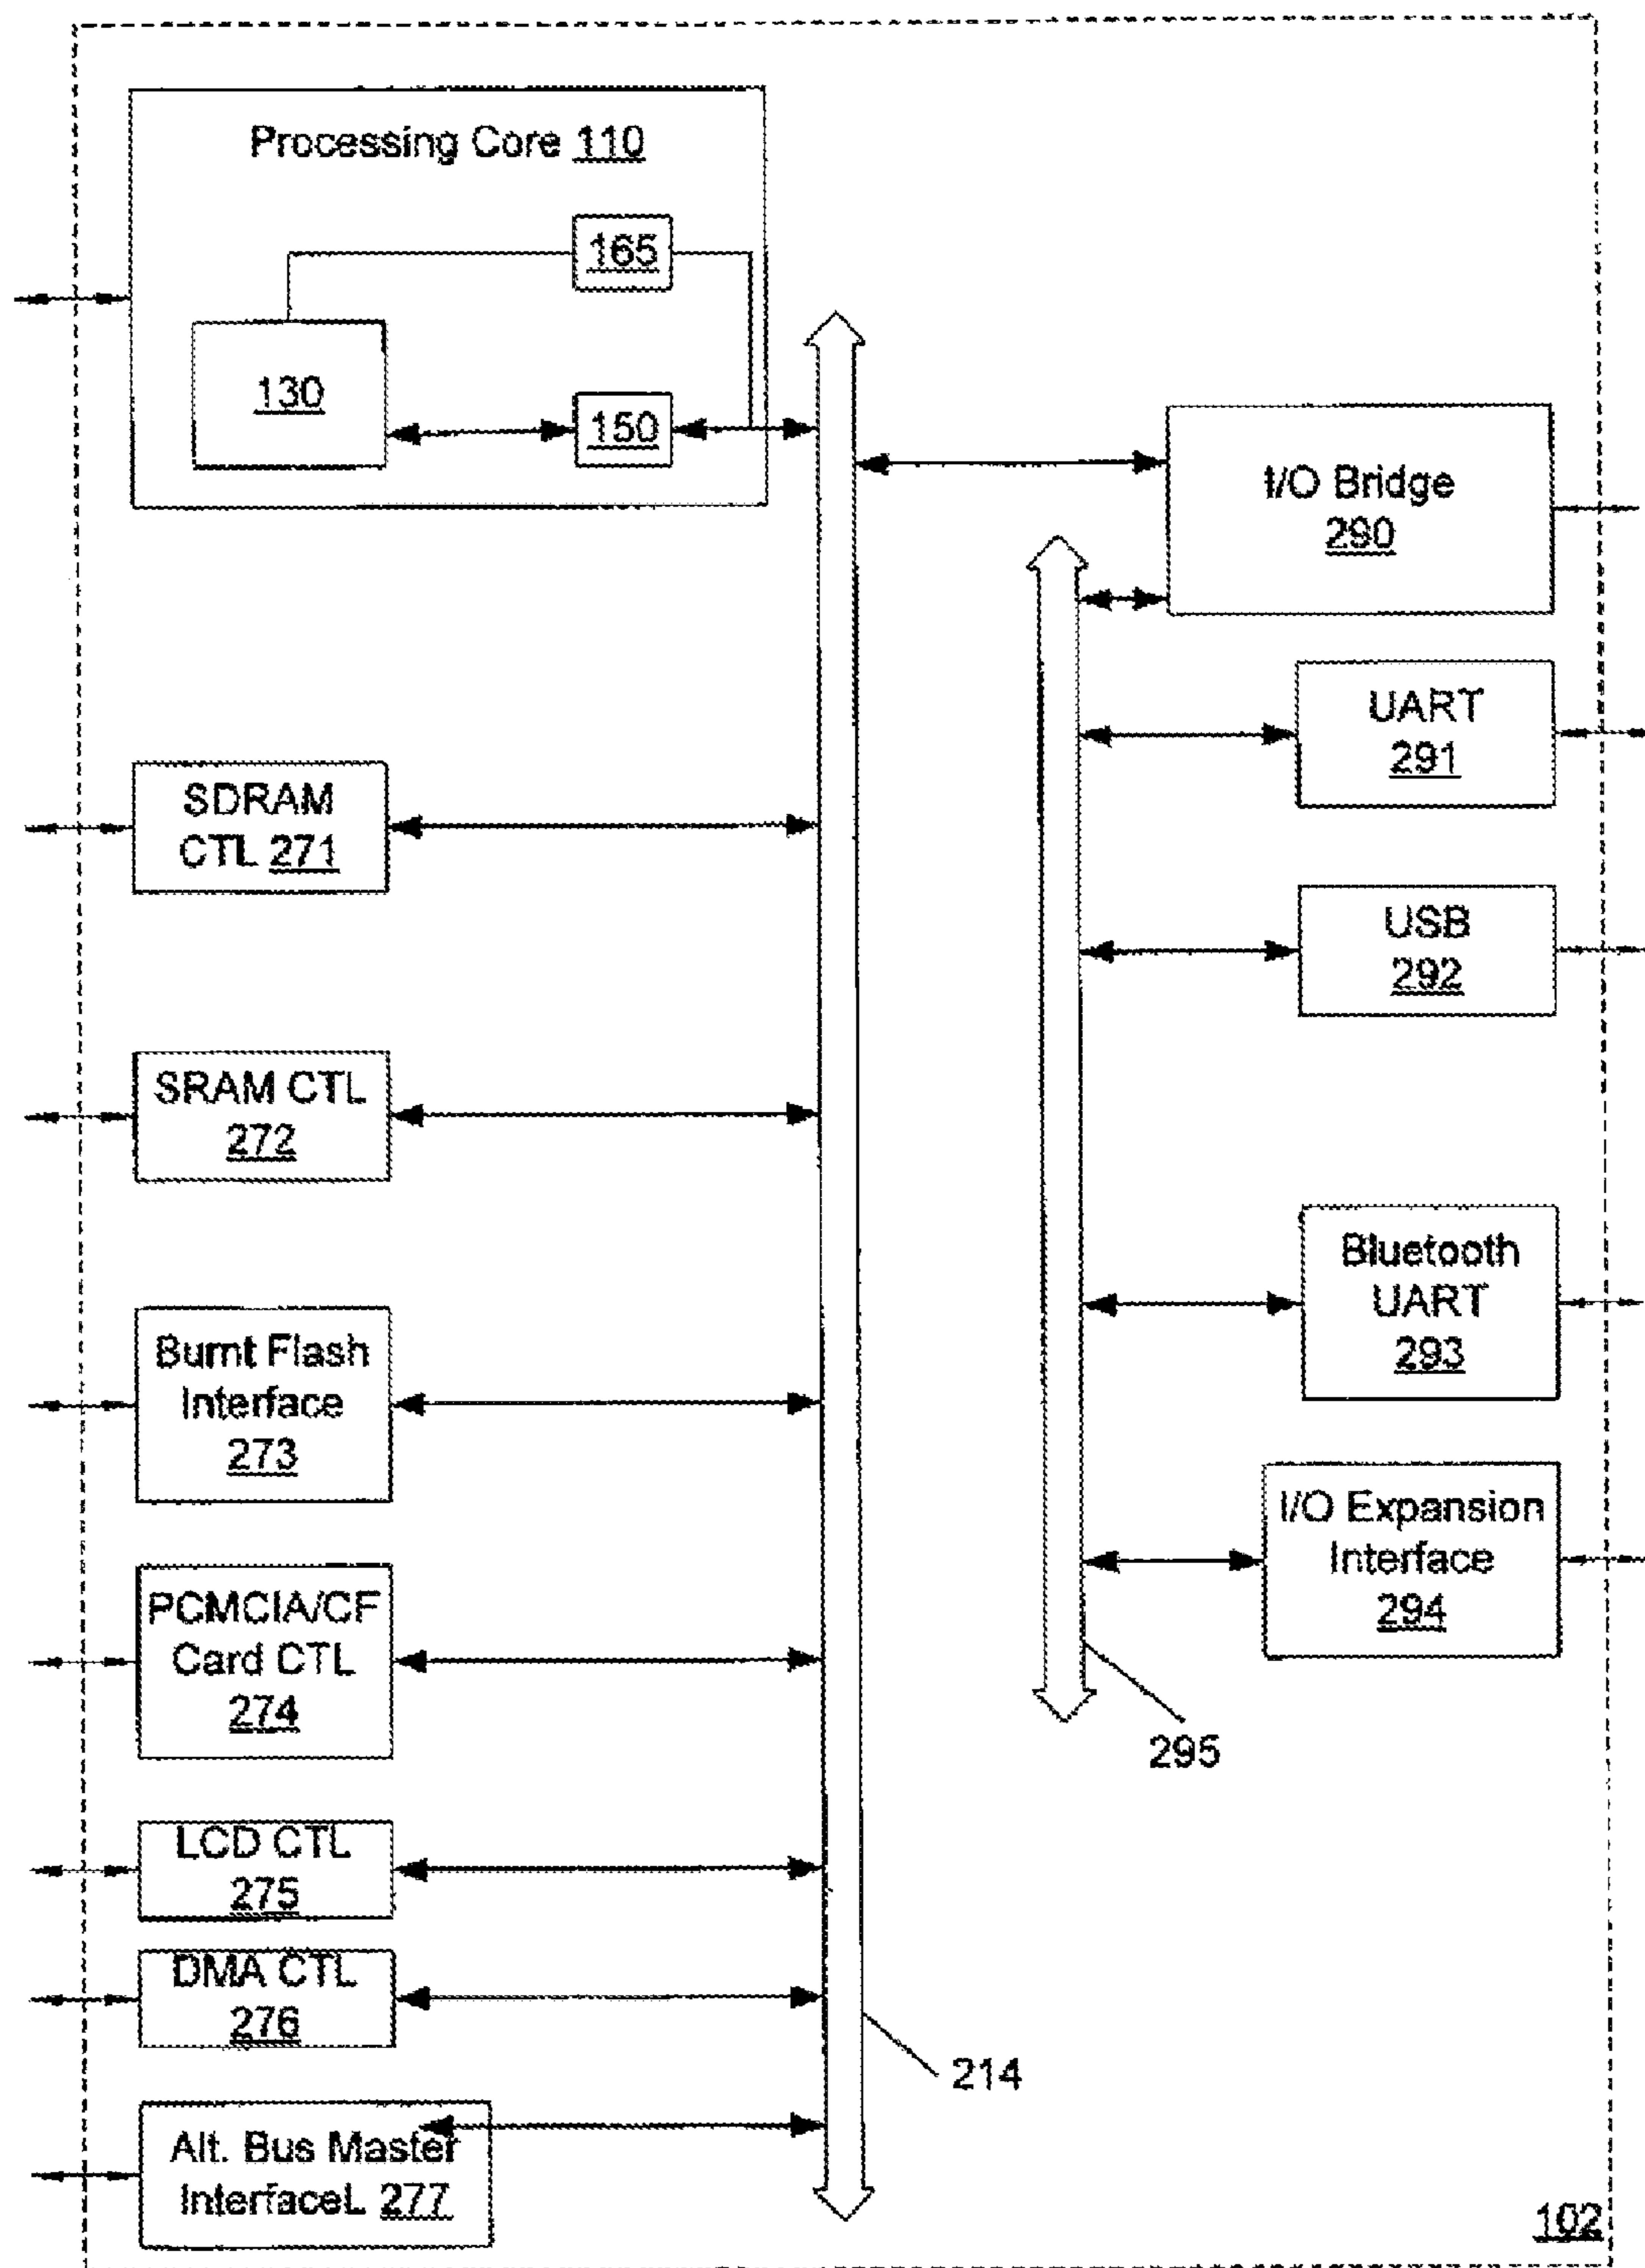 Processing Core 110
165
130
150
I/O Bridge
290
UART
291
SDRAM
CTL 271
USB
292
SRAM CTL
272
Bluetooth
UART
293
Burnt Flash
Interface
273
I/O Expansion
Interface
294
PCMCIA/CF
Card CTL
274
295
LCD CTL
275
DMA CTL
276
214
Alt. Bus Master
InterfaceL 277
102